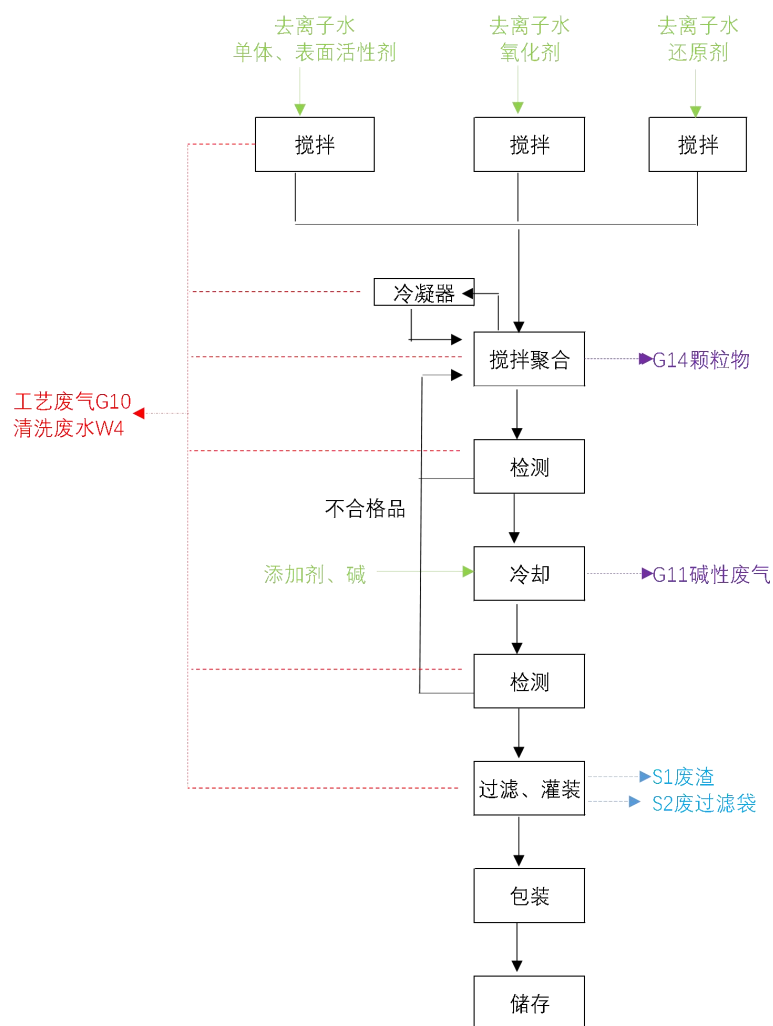 去离子水
单体、表面活性剂
去离子水
氧化剂
去离子水
还原剂
搅拌
搅拌
搅拌
冷凝器
搅拌聚合
G14颗粒物
工艺废气G10
清洗废水W4
检测
不合格品
添加剂、碱
冷却
G11碱性废气
检测
过滤、灌装
S1废渣
S2废过滤袋
包装
储存